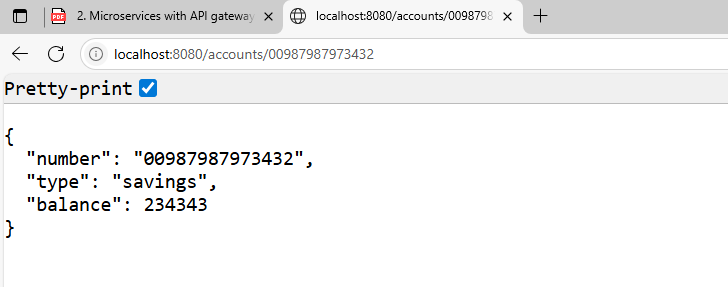 2. Microservices with API gateway
localhost:8080/accounts/0098798
localhost:8080/accounts/00987987973432
Pretty-print
{
"number": "00987987973432",
"type": "savings",
"balance": 234343
}